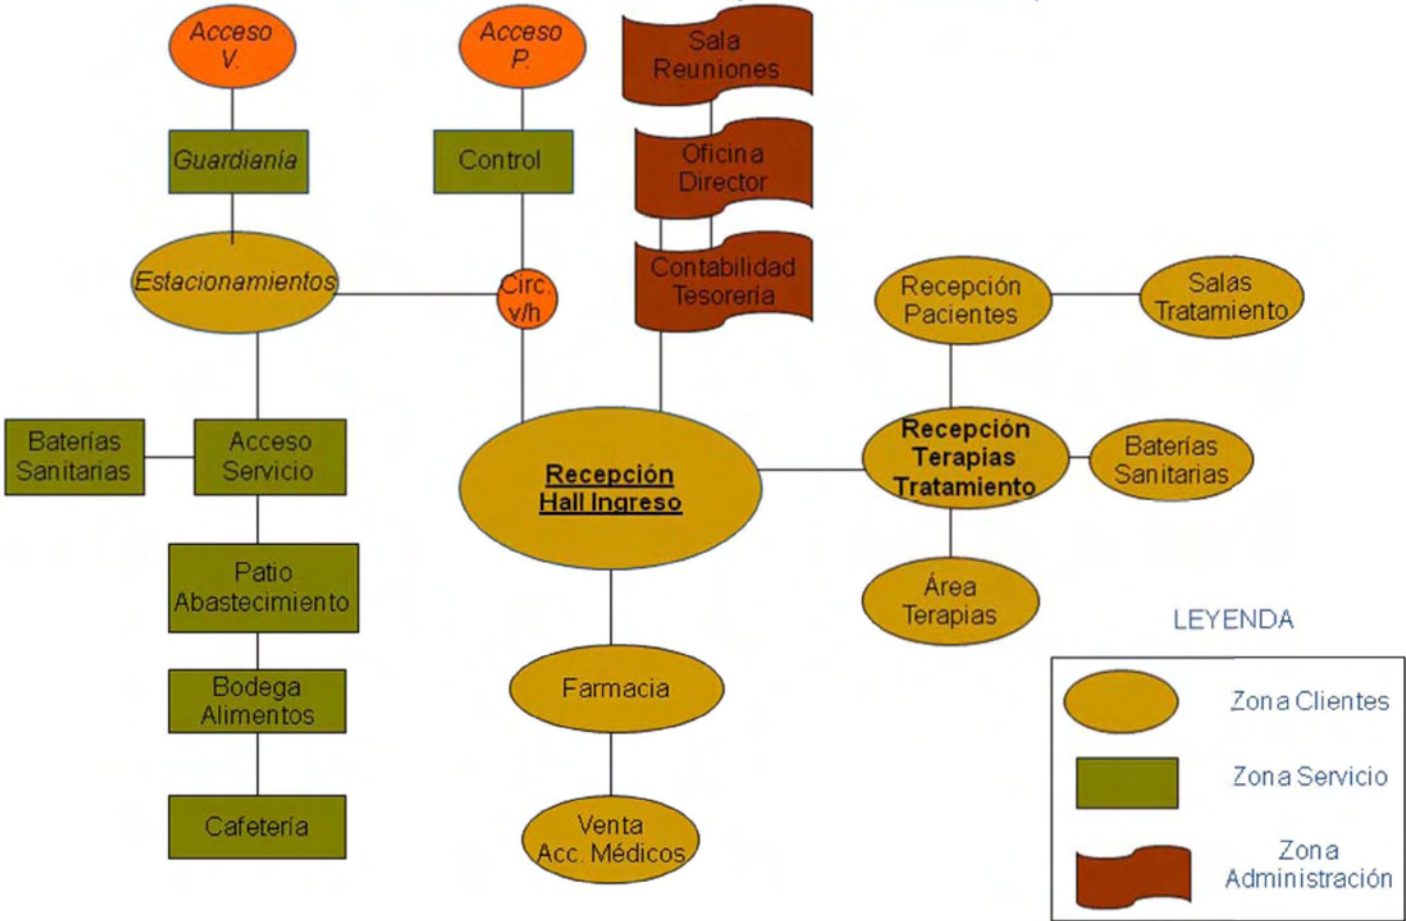 Acceso
V.
Acceso
P.
Sala
Reuniones
Guardianía
Control
Oficina
Director
Estacionamientos
Circ.
v/h
Contabilidad
Tesorería
Recepción
Pacientes
Salas
Tratamiento
Baterías
Sanitarias
Acceso
Servicio
Recepción
Hall Ingreso
Recepción
Terapias
Tratamiento
Baterías
Sanitarias
Patio
Abastecimiento
Área
Terapias
Bodega
Alimentos
Farmacia
Cafetería
Venta
Acc. Médicos
LEYENDA
Zona Clientes
Zona Servicio
Zona
Administración